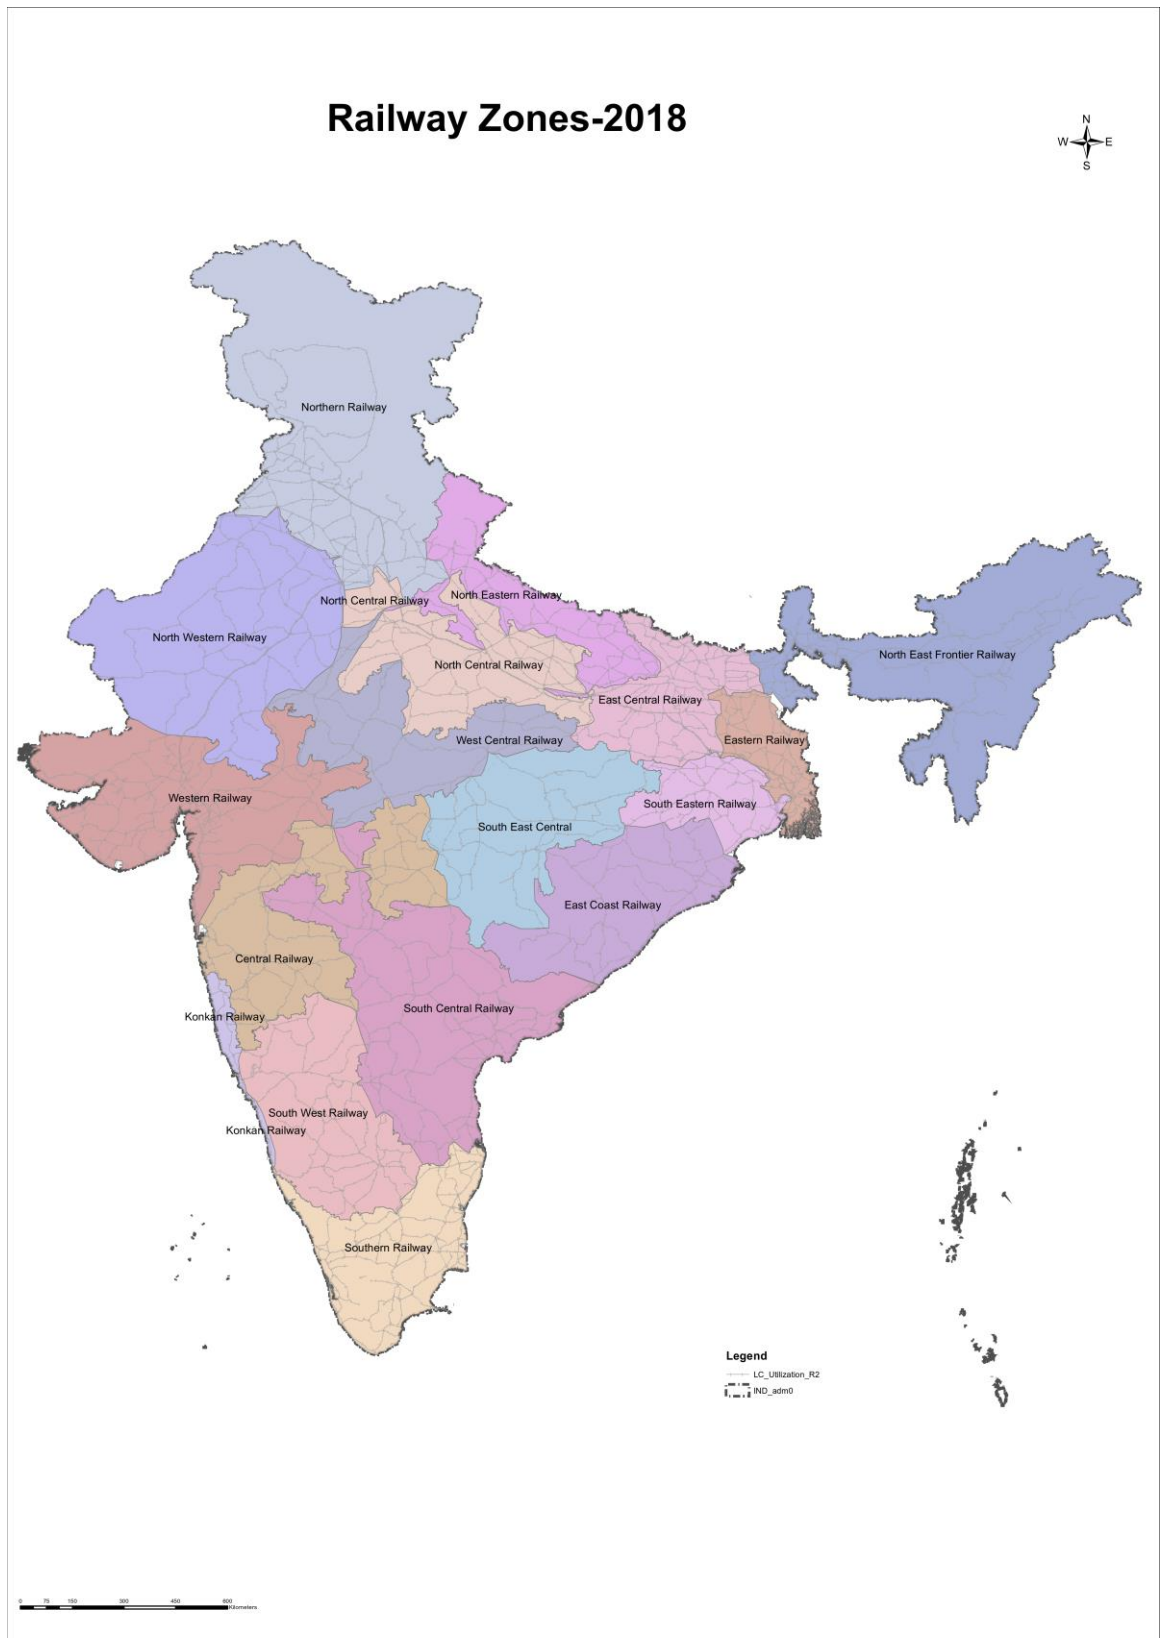 Railway Zones-2018
N
W E
S
Northern Railway
North Eastern Railway
North Central Railway
North Western Railway
North East Frontier Railway
North Central Railway
East Central Railway
West Central Railway
Eastern Railway
Western Railway
South Eastern Railway
South East Central
East Coast Railway
Central Railway
South Central Railway
Konkan Railway
South West Railway
Konkan Railway
Southern Railway
Legend
LC_Utilization_R2
IND_adm0
0 75 150 300 450 600
Kilometers